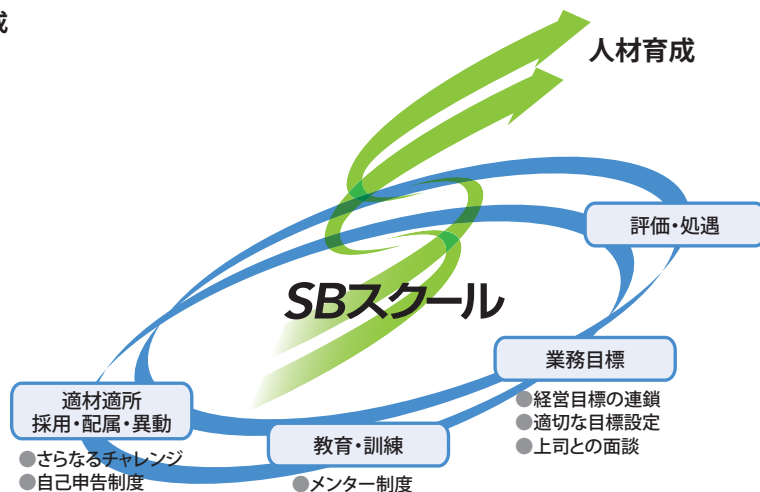 成
人材育成
評価・処遇
SBスクール
業務目標
●経営目標の連鎖
●適切な目標設定
●上司との面談
適材適所
採用・配属・異動
●さらなるチャレンジ
●自己申告制度
教育・訓練
●メンター制度